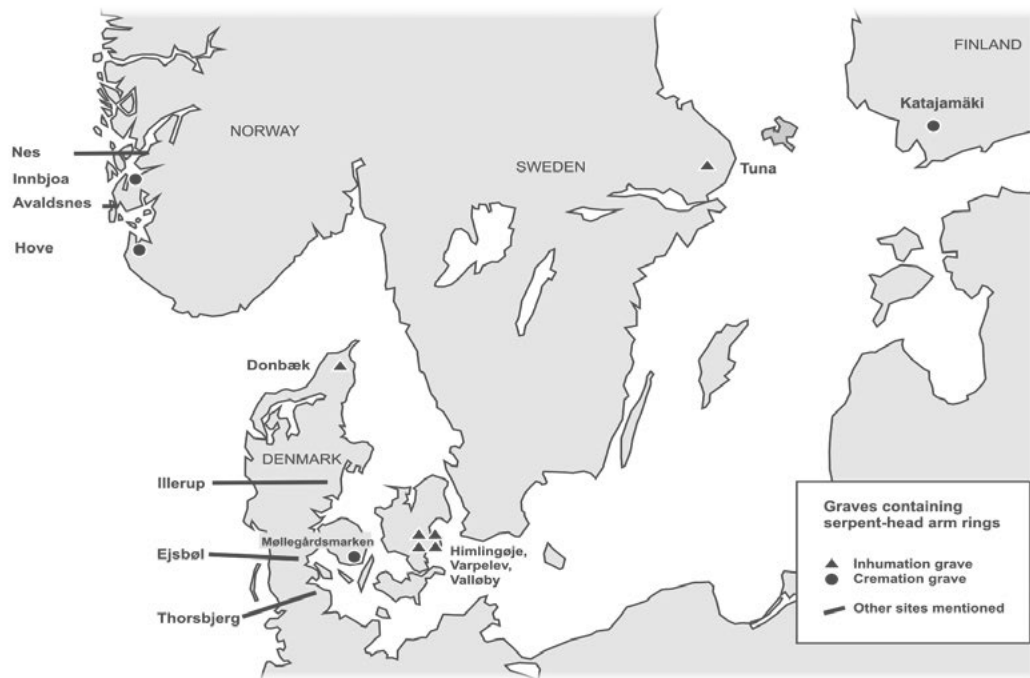 FINLAND
Katajamäki
NORWAY
Nes
SWEDEN
Tuna
Innbjoa
Avaldsnes
Hove
Donbæk
DENMARK
Illerup
Møllegårdsmarken
Ejsbøl
Himlingøje,
Varpelev,
Valløby
Thorsbjerg
Graves containing
serpent-head arm rings
Inhumation grave
Cremation grave
Other sites mentioned